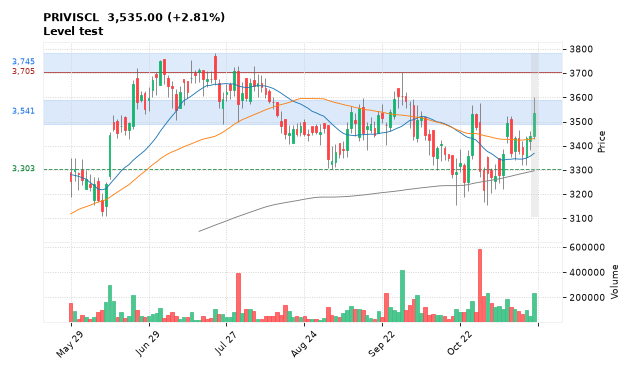 PRIVISCL 3,535.00 (+2.81%)
Level test
3,745
3,705
3,541
3,303
3800
3700
3600
3500
3400
3300
3200
3100
Price
600000
400000
200000
Volume
May 29
Jun 29
Jul 27
Aug 24
Sep 22
Oct 22